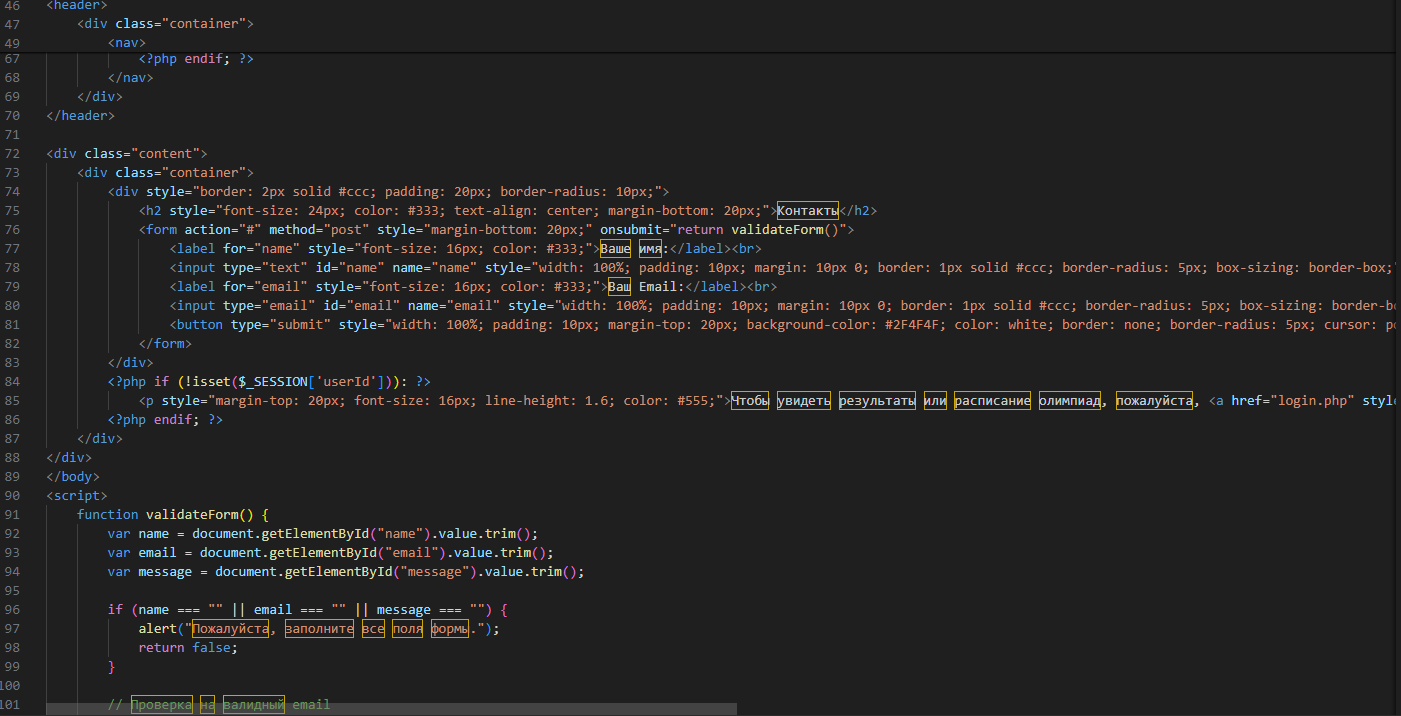 46 <header>
47 <div class="container">
49 <nav>
67 <?php endif; ?>
68 </nav>
69 </div>
70 </header>
71
72 <div class="content">
73 <div class="container">
74 <div style="border: 2px solid #ccc; padding: 20px; border-radius: 10px;">
75 <h2 style="font-size: 24px; color: #333; text-align: center; margin-bottom: 20px;">Контакты</h2>
76 <form action="#" method="post" style="margin-bottom: 20px;" onsubmit="return validateForm()">
77 <label for="name" style="font-size: 16px; color: #333;">Ваше имя:</label><br>
78 <input type="text" id="name" name="name" style="width: 100%; padding: 10px; margin: 10px 0; border: 1px solid #ccc; border-radius: 5px; box-sizing: border-box;"
79 <label for="email" style="font-size: 16px; color: #333;">Ваш Email:</label><br>
80 <input type="email" id="email" name="email" style="width: 100%; padding: 10px; margin: 10px 0; border: 1px solid #ccc; border-radius: 5px; box-sizing: border-bo
81 <button type="submit" style="width: 100%; padding: 10px; margin-top: 20px; background-color: #2F4F4F; color: white; border: none; border-radius: 5px; cursor: po
82 </form>
83 </div>
84 <?php if (!isset($_SESSION['userId'])): ?>
85 <p style="margin-top: 20px; font-size: 16px; line-height: 1.6; color: #555;">Чтобы увидеть результаты или расписание олимпиад, пожалуйста, <a href="login.php" style
86 <?php endif; ?>
87 </div>
88 </div>
89 </body>
90 <script>
91 function validateForm() {
92 var name = document.getElementById("name").value.trim();
93 var email = document.getElementById("email").value.trim();
94 var message = document.getElementById("message").value.trim();
95
96 if (name === "" || email === "" || message === "") {
97 alert("Пожалуйста, заполните все поля формы.");
98 return false;
99 }
100
101 // Проверка на валидный email